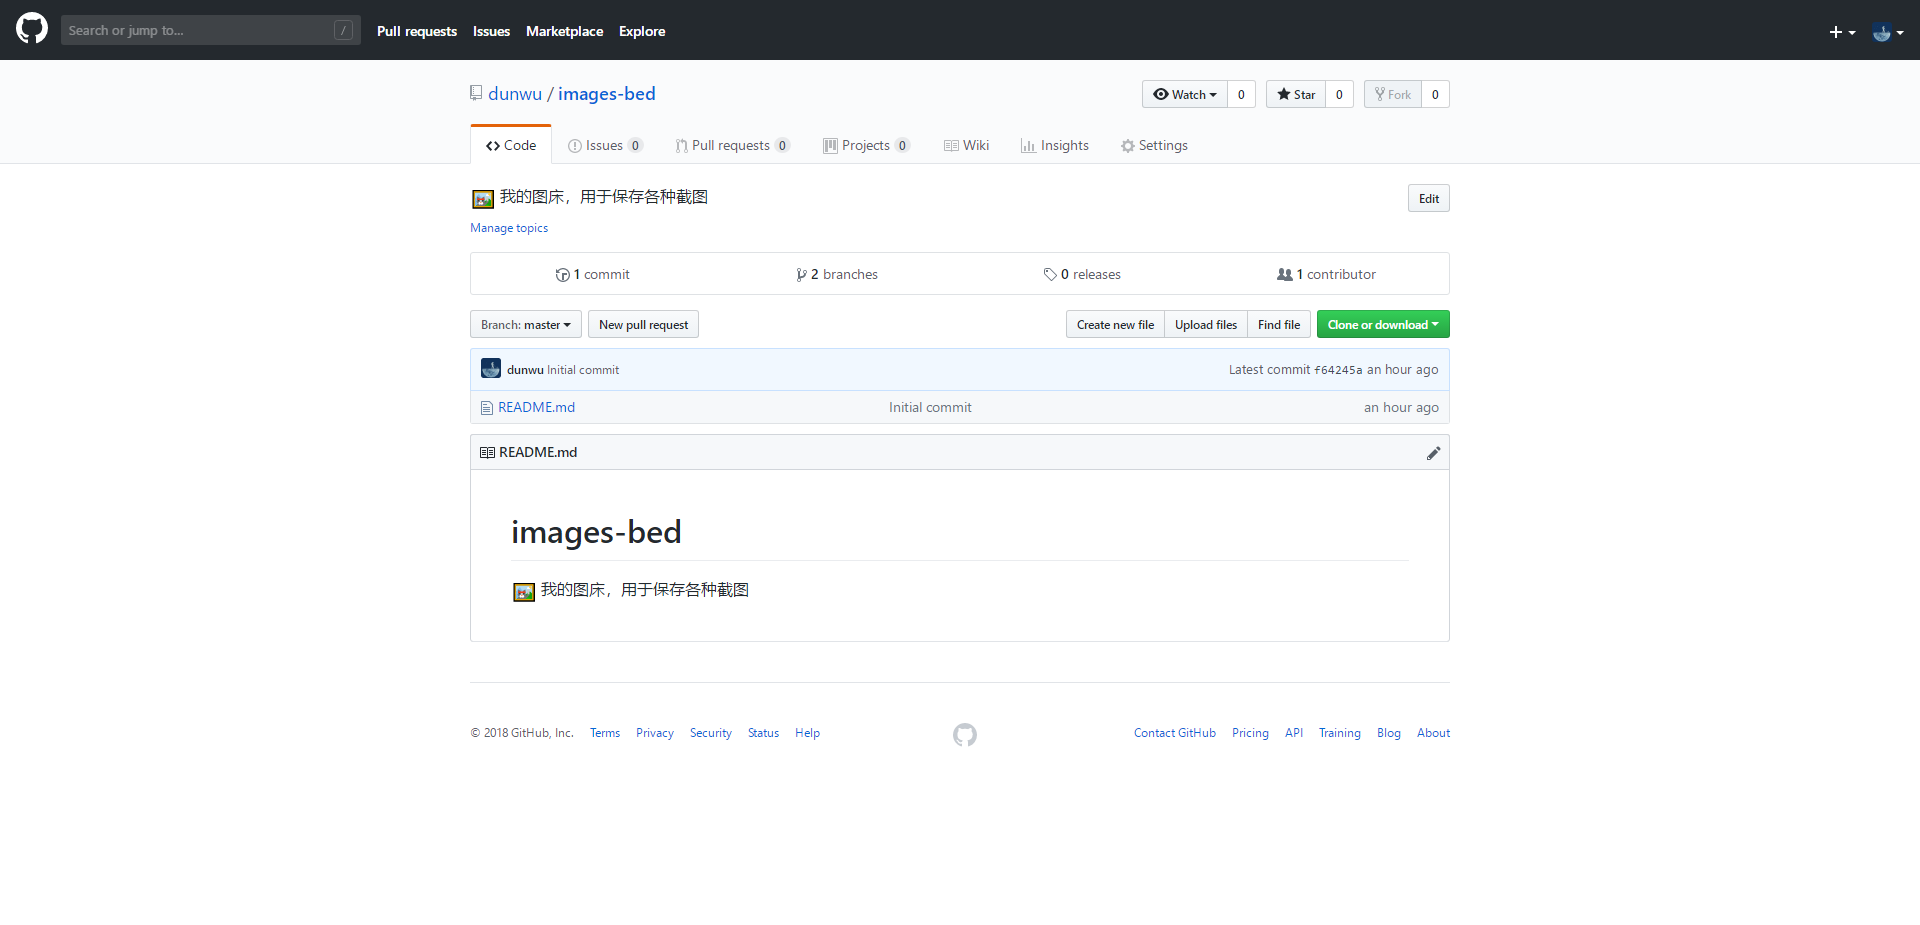 Search or jump to... / Pull requests Issues Marketplace Explore
dunwu / images-bed Watch 0 Star 0 Fork 0
Code Issues 0 Pull requests 0 Projects 0 Wiki Insights Settings
我的图床，用于保存各种截图 Edit
Manage topics
1 commit 2 branches 0 releases 1 contributor
Branch: master New pull request Create new file Upload files Find file Clone or download
dunwu Initial commit Latest commit f64245a an hour ago
README.md Initial commit an hour ago
README.md
images-bed
我的图床，用于保存各种截图
© 2018 GitHub, Inc. Terms Privacy Security Status Help Contact GitHub Pricing API Training Blog About